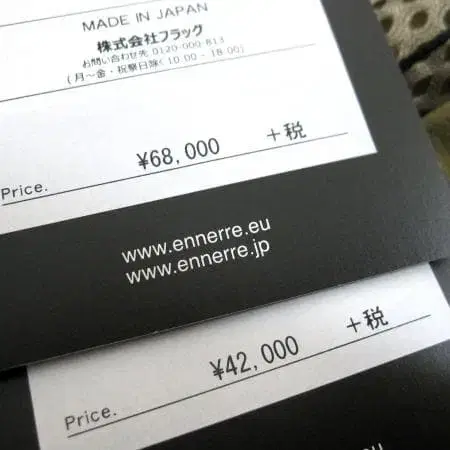 MADE IN JAPAN
株式会社フラッグ
お問い合わせ先 0120-000-813
(月〜金・祝祭日除く10:00 - 18:00)
Price. ¥68,000 +税
www.ennerre.eu
www.ennerre.jp
Price. ¥42,000 +税